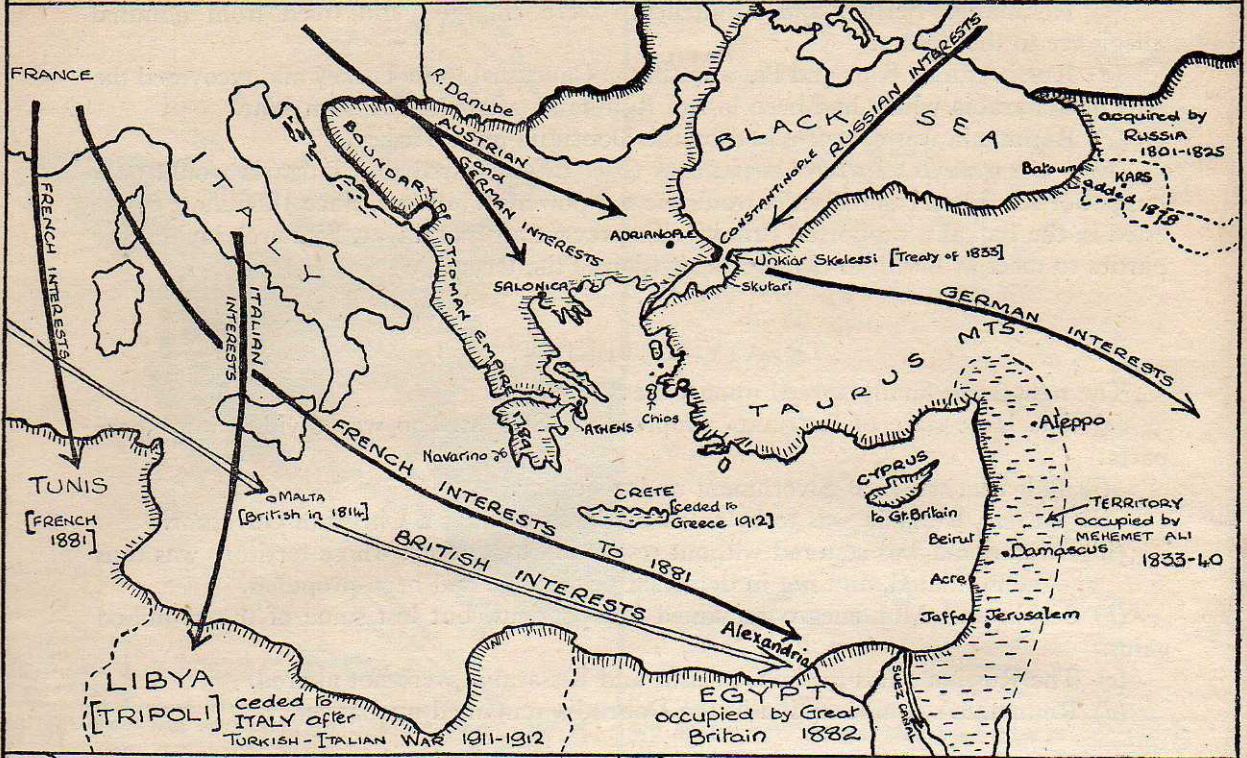 FRANCE
FRENCH INTERESTS
ITALY
ITALIAN
INTERESTS
R. Danube
BOUNDARY of OTTOMAN EMPIRE 1789
AUSTRIAN
and
GERMAN INTERESTS
BLACK SEA
RUSSIAN INTERESTS
acquired by
RUSSIA
1801-1825
Batoum
KARS
added 1878
CONSTANTINOPLE
ADRIANOPLE
Unkiar Skelessi [Treaty of 1833]
Skutari
SALONICA
GERMAN INTERESTS
TAURUS MTS.
Chios
ATHENS
Navarino
Aleppo
CYPRUS
to Gt. Britain
CRETE
[ceded to
Greece 1912]
TERRITORY
occupied by
MEHEMET ALI
1833-40
Beirut
Damascus
Acre
Jaffa
Jerusalem
TUNIS
[FRENCH
1881]
MALTA
[British in 1814]
FRENCH INTERESTS TO 1881
BRITISH INTERESTS
Alexandria
SUEZ CANAL
LIBYA
[TRIPOLI]
ceded to
ITALY after
TURKISH-ITALIAN WAR 1911-1912
EGYPT
occupied by Great
Britain 1882